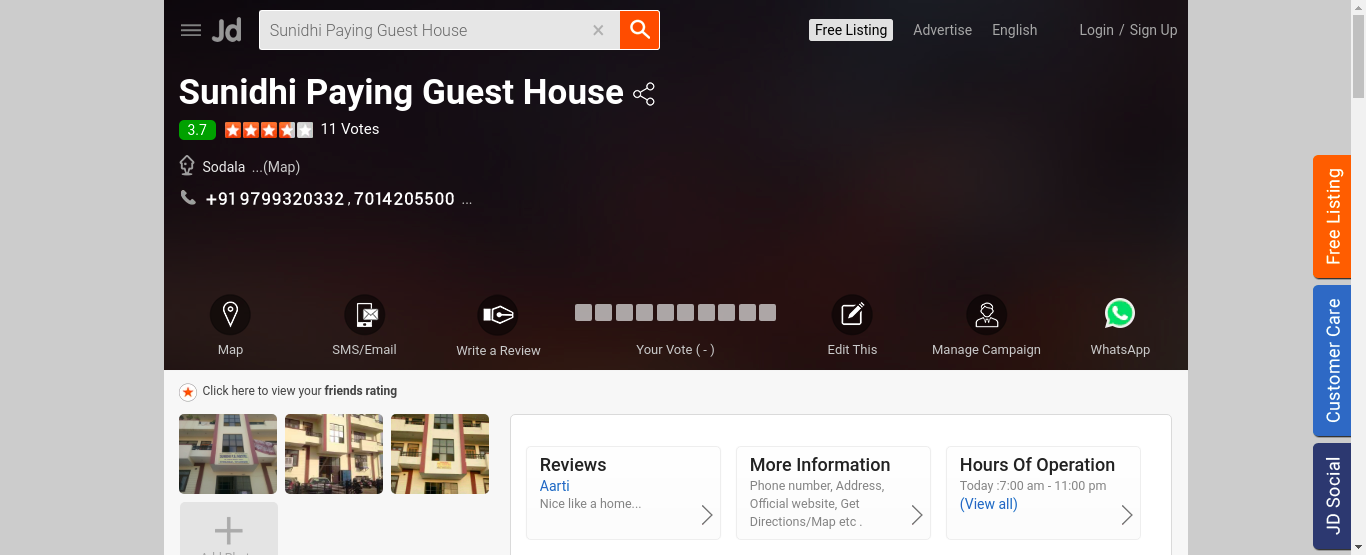 Jd
Sunidhi Paying Guest House
Free Listing
Advertise
English
Login / Sign Up
Sunidhi Paying Guest House
3.7
11 Votes
Sodala ...(Map)
+91 9799320332 , 7014205500 ...
Map
SMS/Email
Write a Review
Your Vote ( - )
Edit This
Manage Campaign
WhatsApp
Free Listing
Customer Care
JD Social
Click here to view your friends rating
Reviews
Aarti
Nice like a home...
More Information
Phone number, Address,
Official website, Get
Directions/Map etc .
Hours Of Operation
Today :7:00 am - 11:00 pm
(View all)